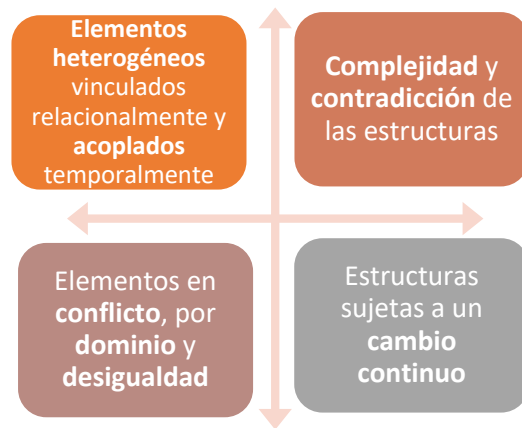 Elementos
heterogéneos
vinculados
relacionalmente y
acoplados
temporalmente
Complejidad y
contradicción de
las estructuras
Elementos en
conflicto, por
dominio y
desigualdad
Estructuras
sujetas a un
cambio
continuo